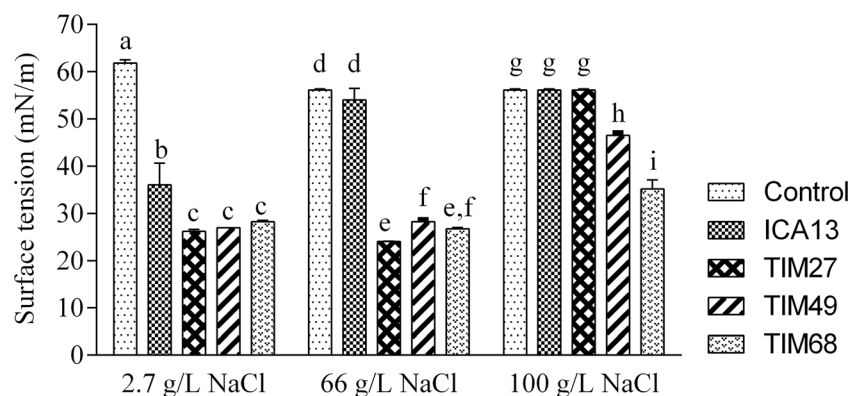 70
60
50
40
30
20
10
0
Surface tension (mN/m)
a
b
c
c
c
d
d
e
f
e,f
g
g
g
h
i
2.7 g/L NaCl
66 g/L NaCl
100 g/L NaCl
Control
ICA13
TIM27
TIM49
TIM68